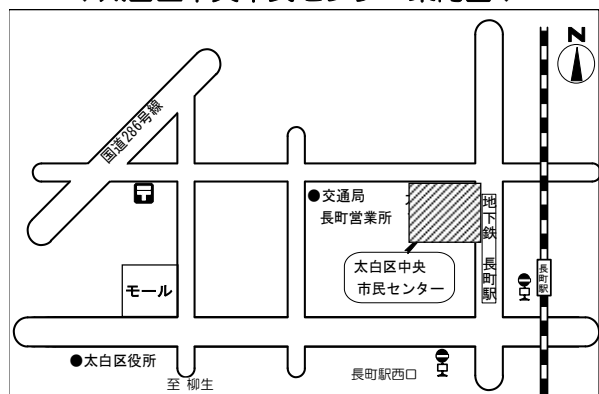 N
国道286号線
●交通局
長町営業所
地下鉄 長町駅
長町駅
太白区中央
市民センター
モール
●太白区役所
至 柳生
長町駅西口